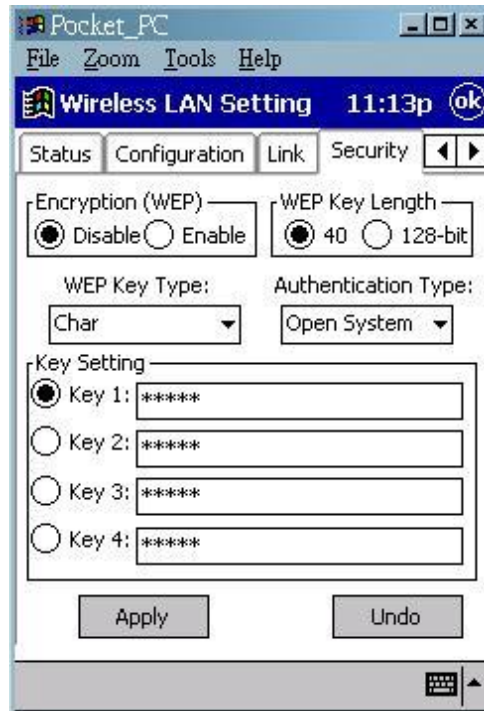 Pocket_PC
File Zoom Tools Help
Wireless LAN Setting 11:13p ok
Status Configuration Link Security
Encryption (WEP) WEP Key Length
Disable Enable 40 128-bit
WEP Key Type: Authentication Type:
Char Open System
Key Setting
Key 1: *****
Key 2: *****
Key 3: *****
Key 4: *****
Apply Undo